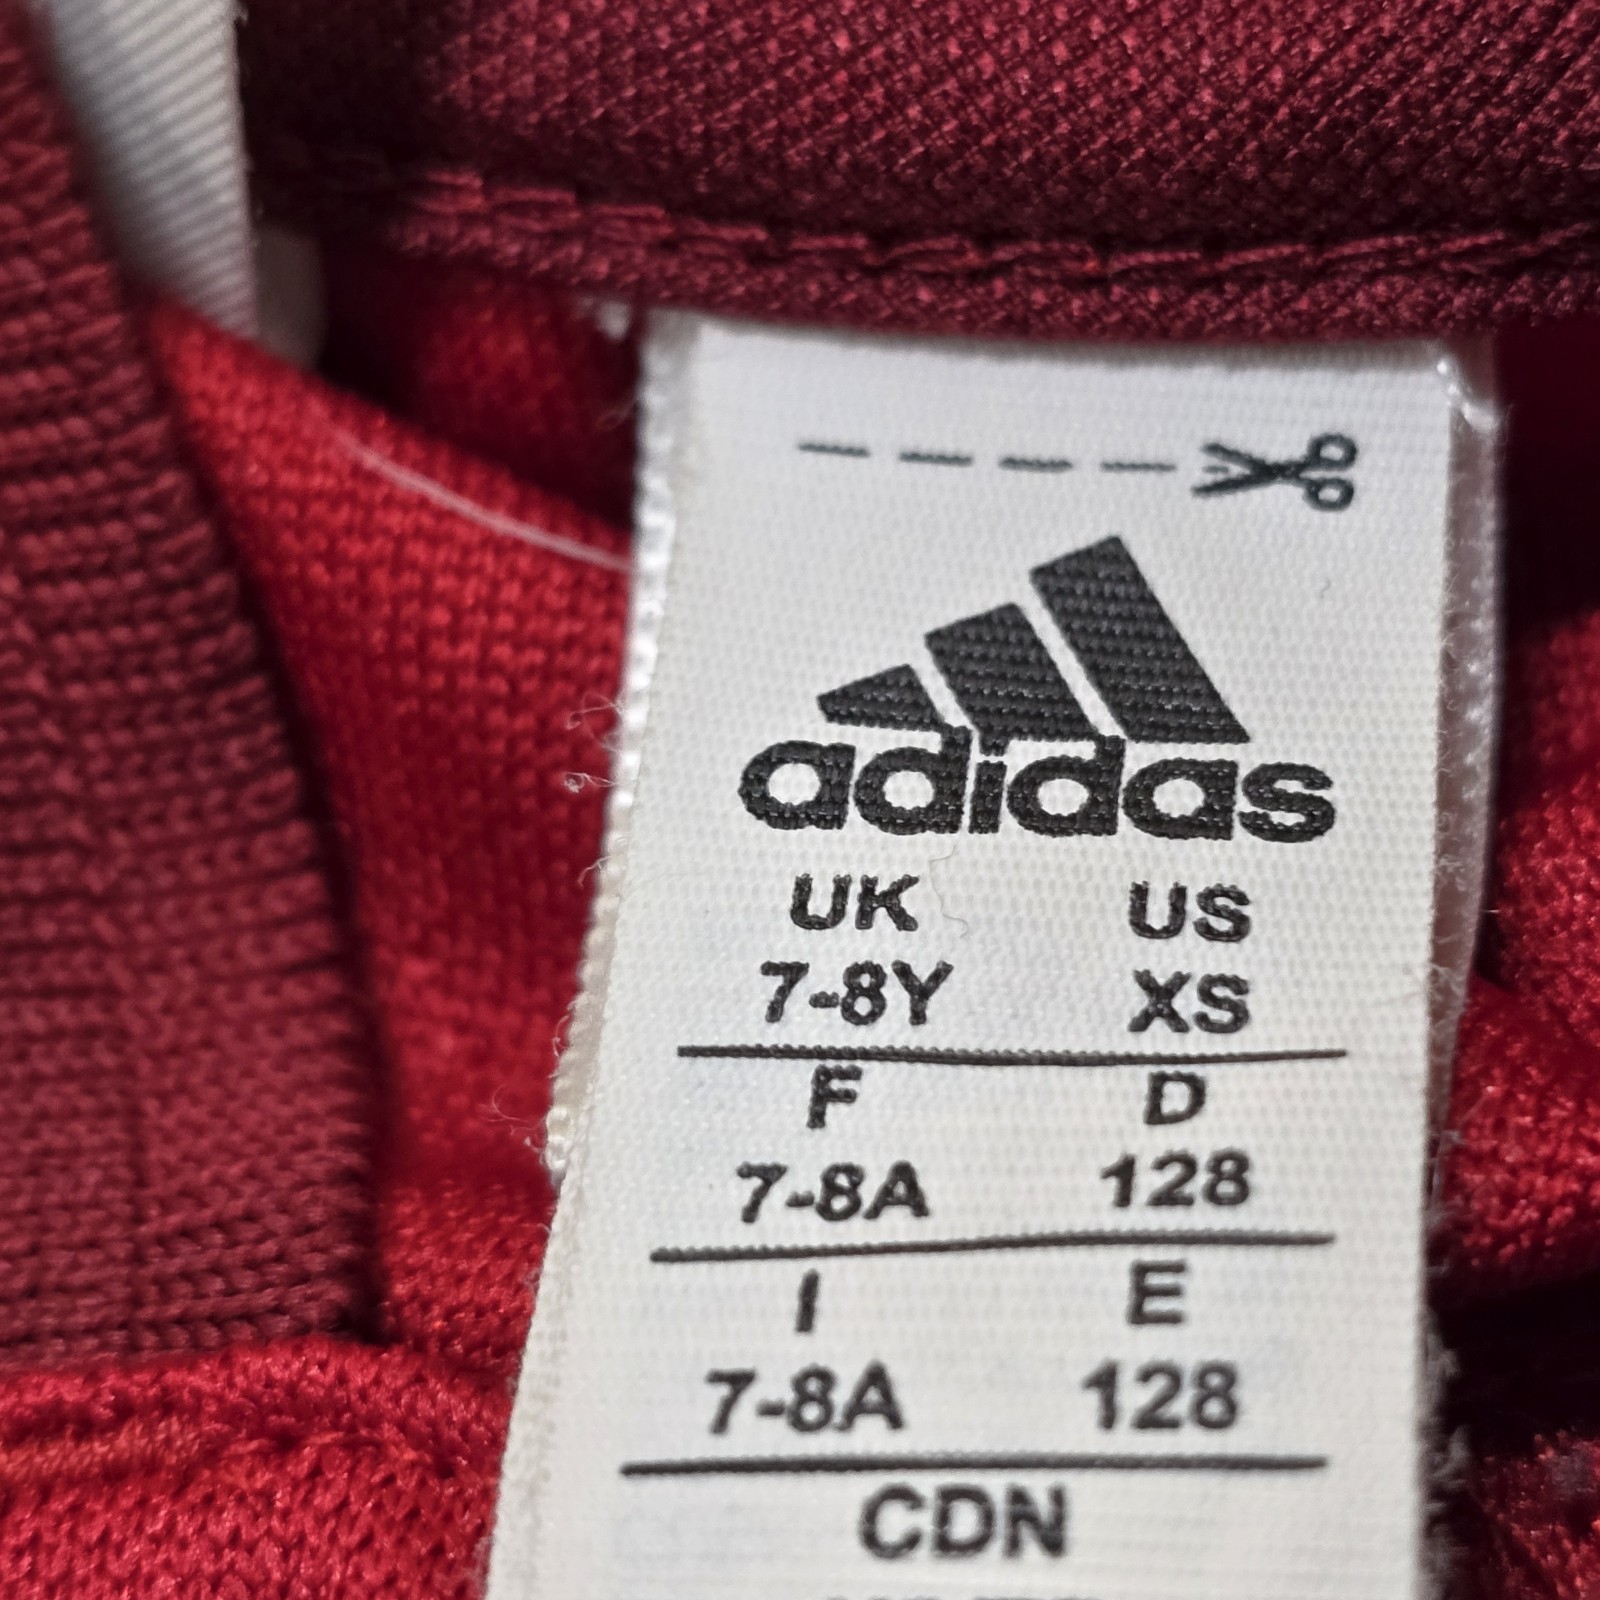 adidas
UK US
7-8Y XS
F D
7-8A 128
I E
7-8A 128
CDN